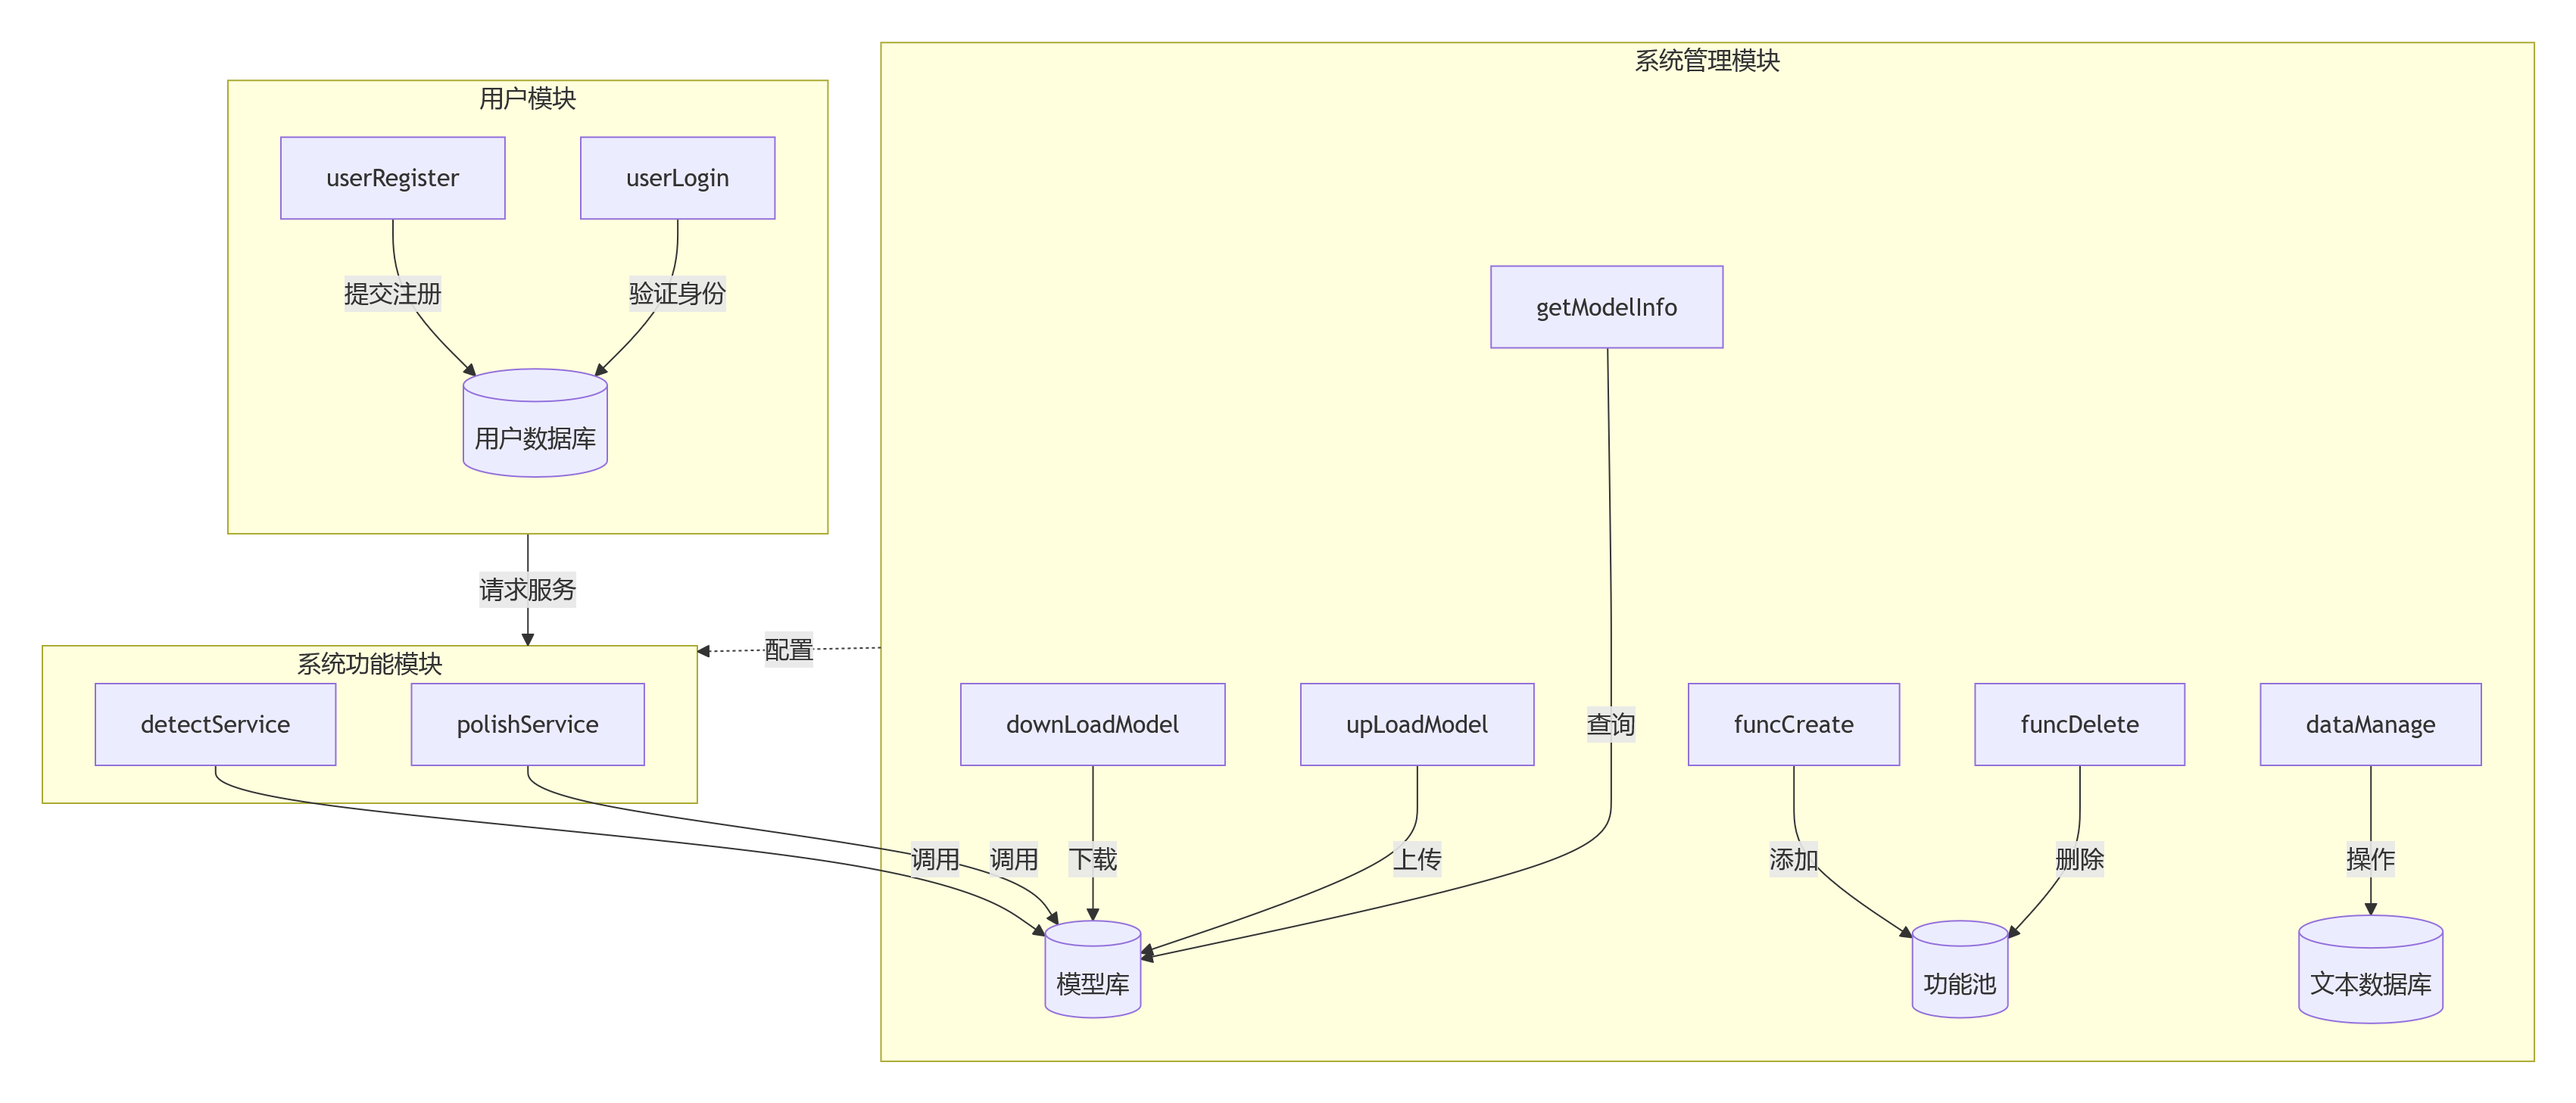 系统管理模块
用户模块
userRegister
userLogin
提交注册
验证身份
用户数据库
getModelInfo
请求服务
配置
系统功能模块
detectService
polishService
downLoadModel
upLoadModel
查询
funcCreate
funcDelete
dataManage
调用
调用
下载
上传
添加
删除
操作
模型库
功能池
文本数据库